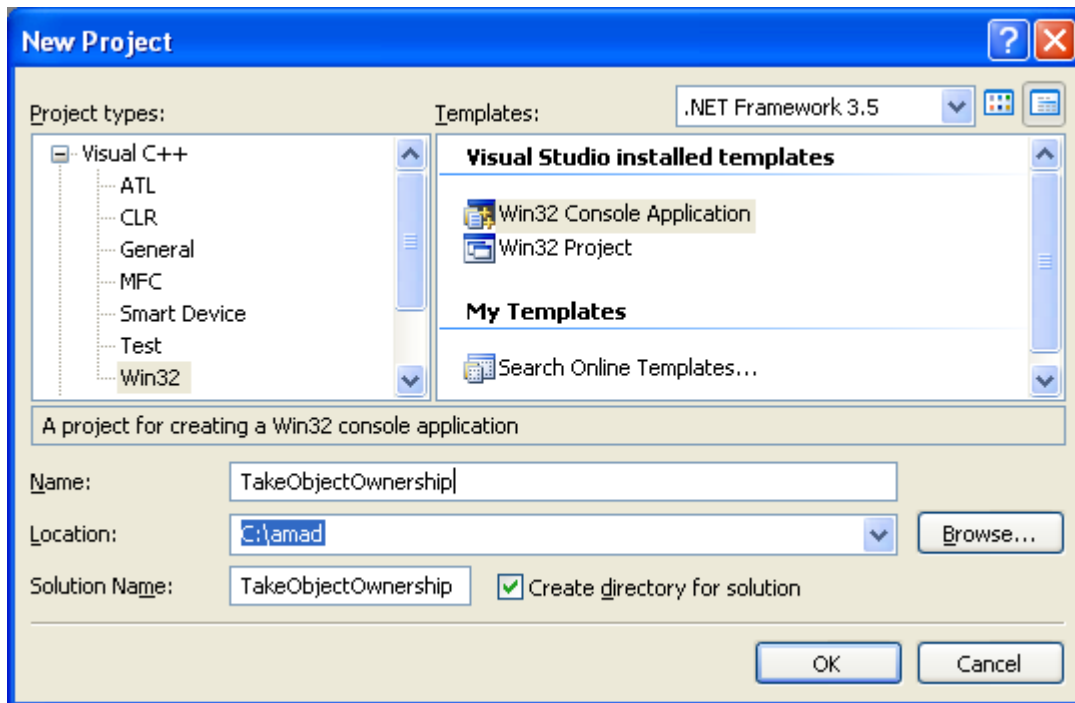 New Project
Project types:
Templates:
.NET Framework 3.5
Visual C++
ATL
CLR
General
MFC
Smart Device
Test
Win32
Visual Studio installed templates
Win32 Console Application
Win32 Project
My Templates
Search Online Templates...
A project for creating a Win32 console application
Name:
TakeObjectOwnership
Location:
C:\amad
Browse...
Solution Name:
TakeObjectOwnership
Create directory for solution
OK
Cancel